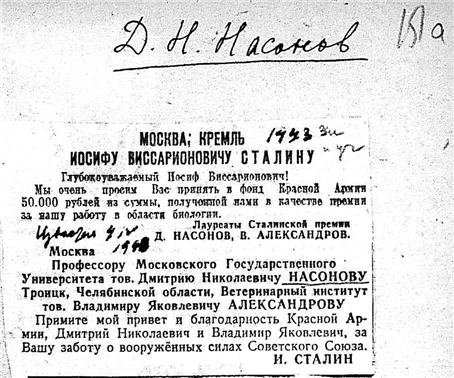 Д. Н. Насонов
МОСКВА; КРЕМЛЬ 1943
ИОСИФУ ВИССАРИОНОВИЧУ СТАЛИНУ
Глубокоуважаемый Иосиф Виссарионович!
Мы очень просим Вас принять в фонд Красной Армии
50.000 рублей из суммы, полученной нами в качестве премии
за нашу работу в области биологии.
Лауреаты Сталинской премии
Д. НАСОНОВ, В. АЛЕКСАНДРОВ.
Москва
Профессору Московского Государственного
Университета тов. Дмитрию Николаевичу НАСОНОВУ
Троицк, Челябинской области, Ветеринарный институт
тов. Владимиру Яковлевичу АЛЕКСАНДРОВУ
Примите мой привет и благодарность Красной Ар-
мии, Дмитрий Николаевич и Владимир Яковлевич, за
Вашу заботу о вооружённых силах Советского Союза.
И. СТАЛИН